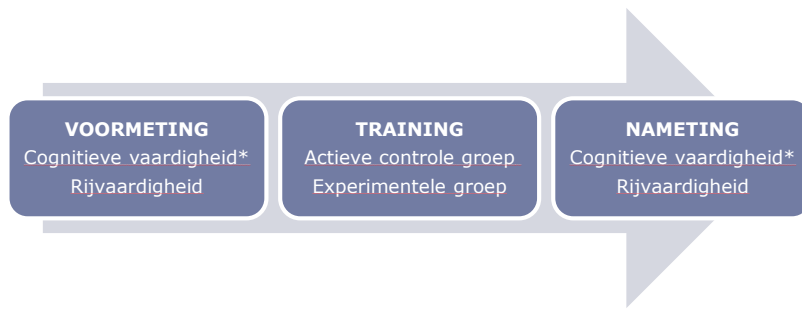 VOORMETING
Cognitieve vaardigheid*
Rijvaardigheid
TRAINING
Actieve controle groep
Experimentele groep
NAMETING
Cognitieve vaardigheid*
Rijvaardigheid